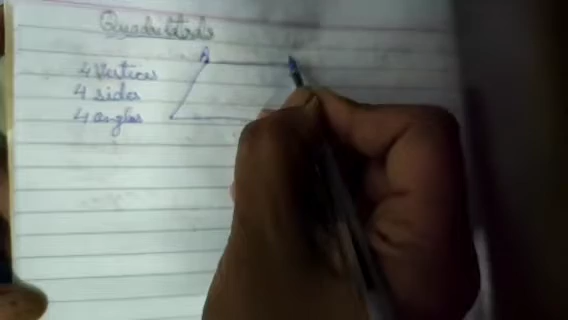 Quadrilaterals
A
4 Vertices
4 sides
4 angles